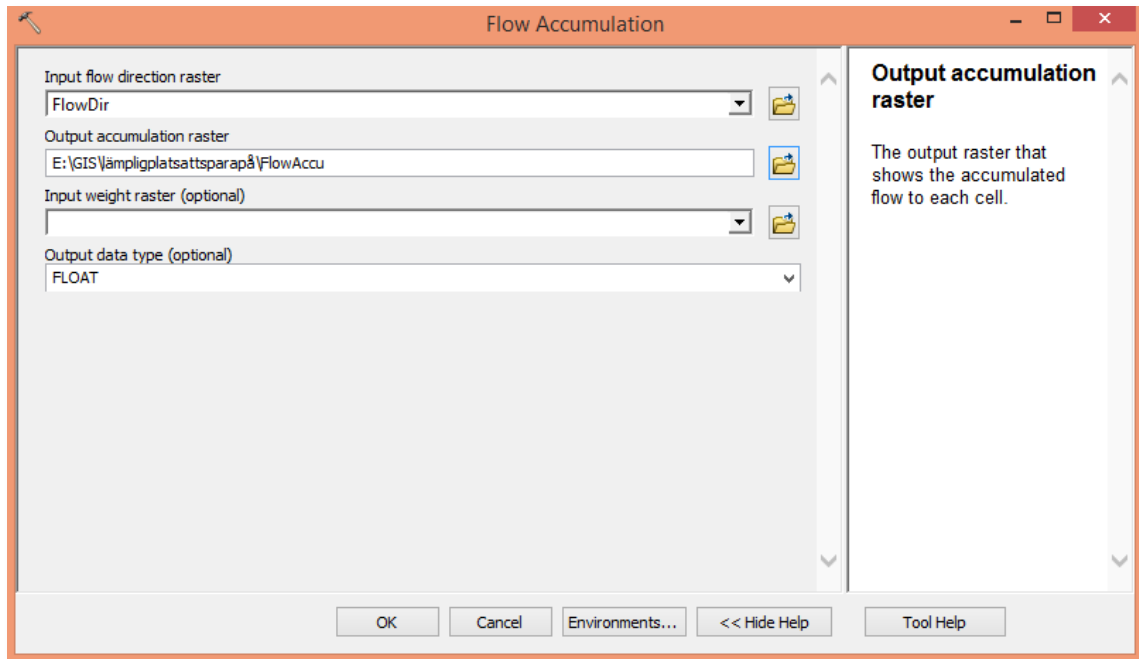 Flow Accumulation
Input flow direction raster
FlowDir
Output accumulation raster
E:\GIS\lämpligplatsattsparapå\FlowAccu
Input weight raster (optional)
Output data type (optional)
FLOAT
Output accumulation
raster
The output raster that
shows the accumulated
flow to each cell.
OK
Cancel
Environments...
<< Hide Help
Tool Help